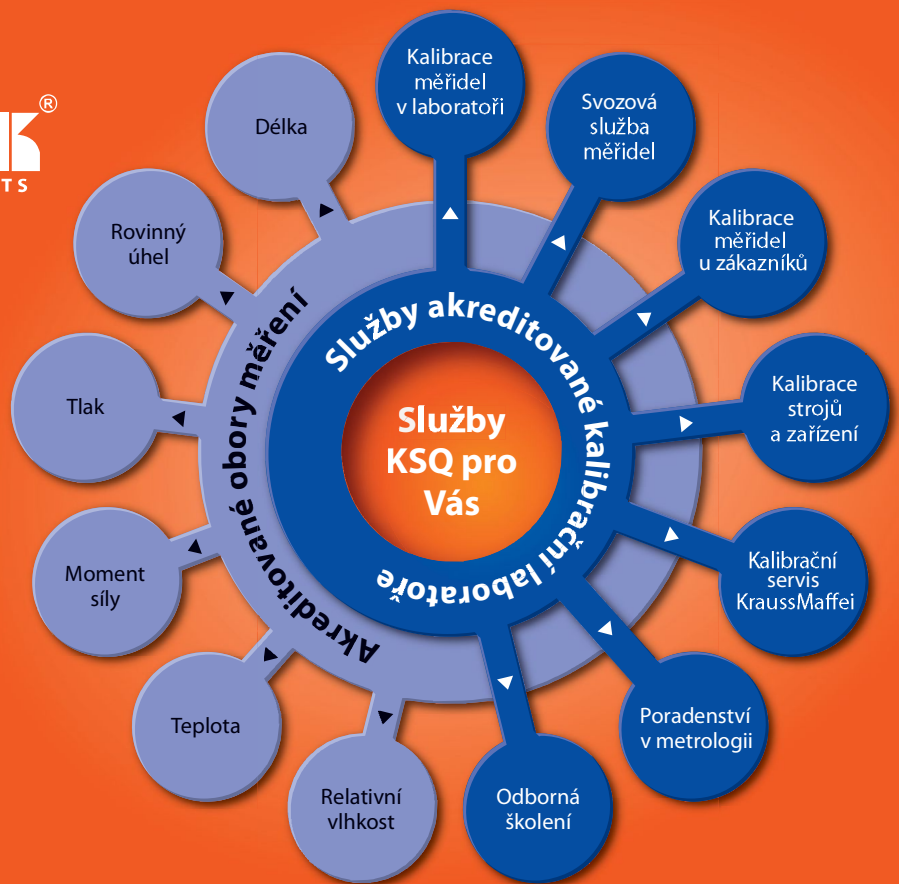 ®
K
TS
Služby
KSQ pro
Vás
Služby akreditované kalibrační laboratoře
Kalibrace
měřidel
v laboratoři
Svozová
služba
měřidel
Kalibrace
měřidel
u zákazníků
Kalibrace
strojů
a zařízení
Kalibrační
servis
KraussMaffei
Poradenství
v metrologii
Odborná
školení
Akreditované obory měření
Délka
Rovinný
úhel
Tlak
Moment
síly
Teplota
Relativní
vlhkost